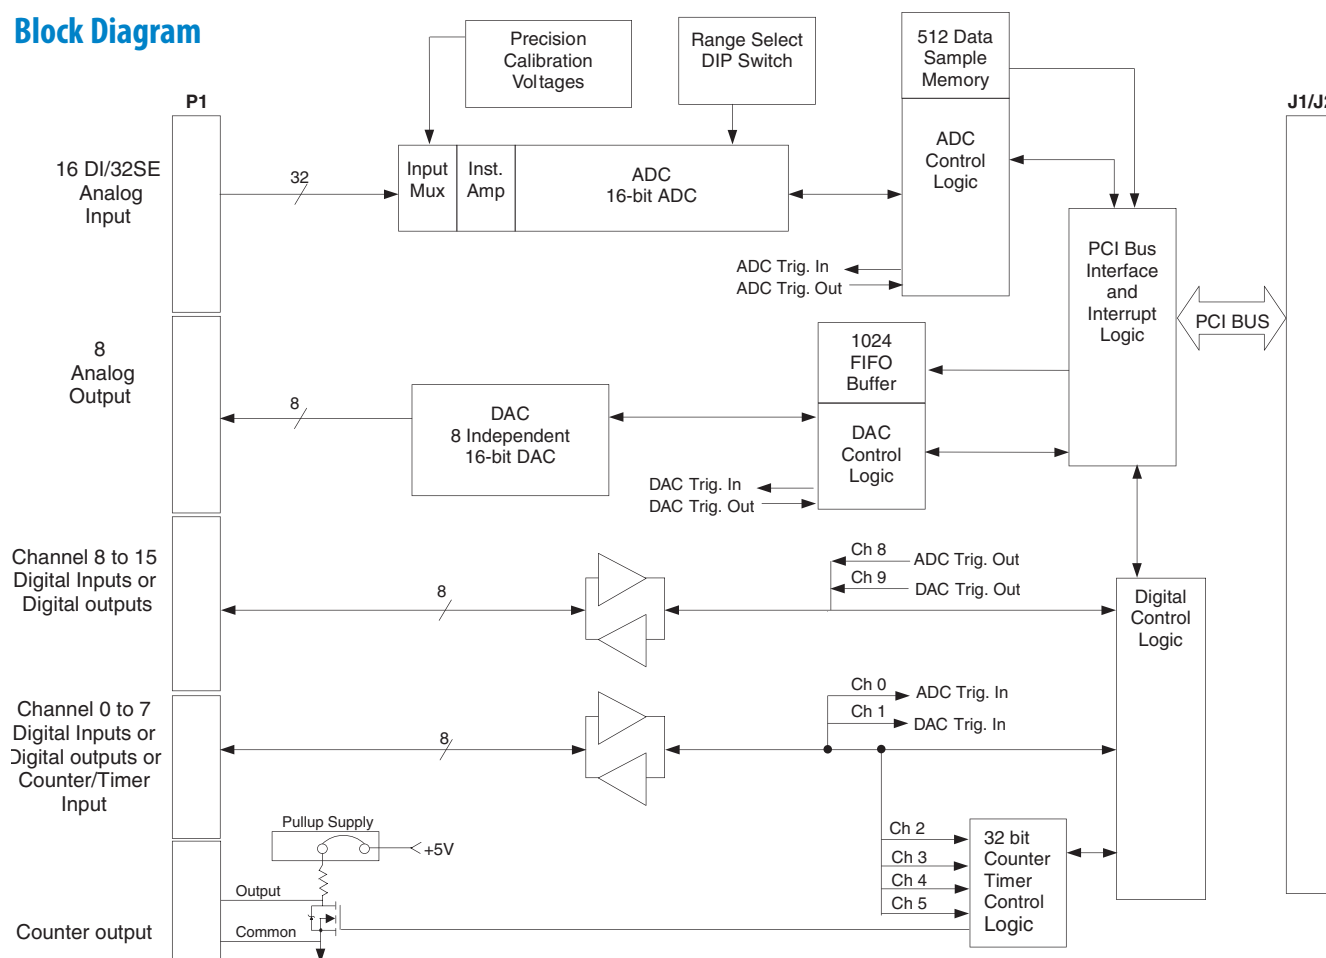 Block Diagram
P1
J1/J2
Precision
Calibration
Voltages
Range Select
DIP Switch
512 Data
Sample
Memory
16 DI/32SE
Analog
Input
32
Input
Mux
Inst.
Amp
ADC
16-bit ADC
ADC
Control
Logic
ADC Trig. In
ADC Trig. Out
PCI Bus
Interface
and
Interrupt
Logic
PCI BUS
8
Analog
Output
8
DAC
8 Independent
16-bit DAC
1024
FIFO
Buffer
DAC
Control
Logic
DAC Trig. In
DAC Trig. Out
Channel 8 to 15
Digital Inputs or
Digital outputs
8
Ch 8
ADC Trig. Out
Ch 9
DAC Trig. Out
Digital
Control
Logic
Channel 0 to 7
Digital Inputs or
Digital outputs or
Counter/Timer
Input
8
Ch 0
ADC Trig. In
Ch 1
DAC Trig. In
Pullup Supply
+5V
Ch 2
Ch 3
Ch 4
Ch 5
32 bit
Counter
Timer
Control
Logic
Output
Common
Counter output